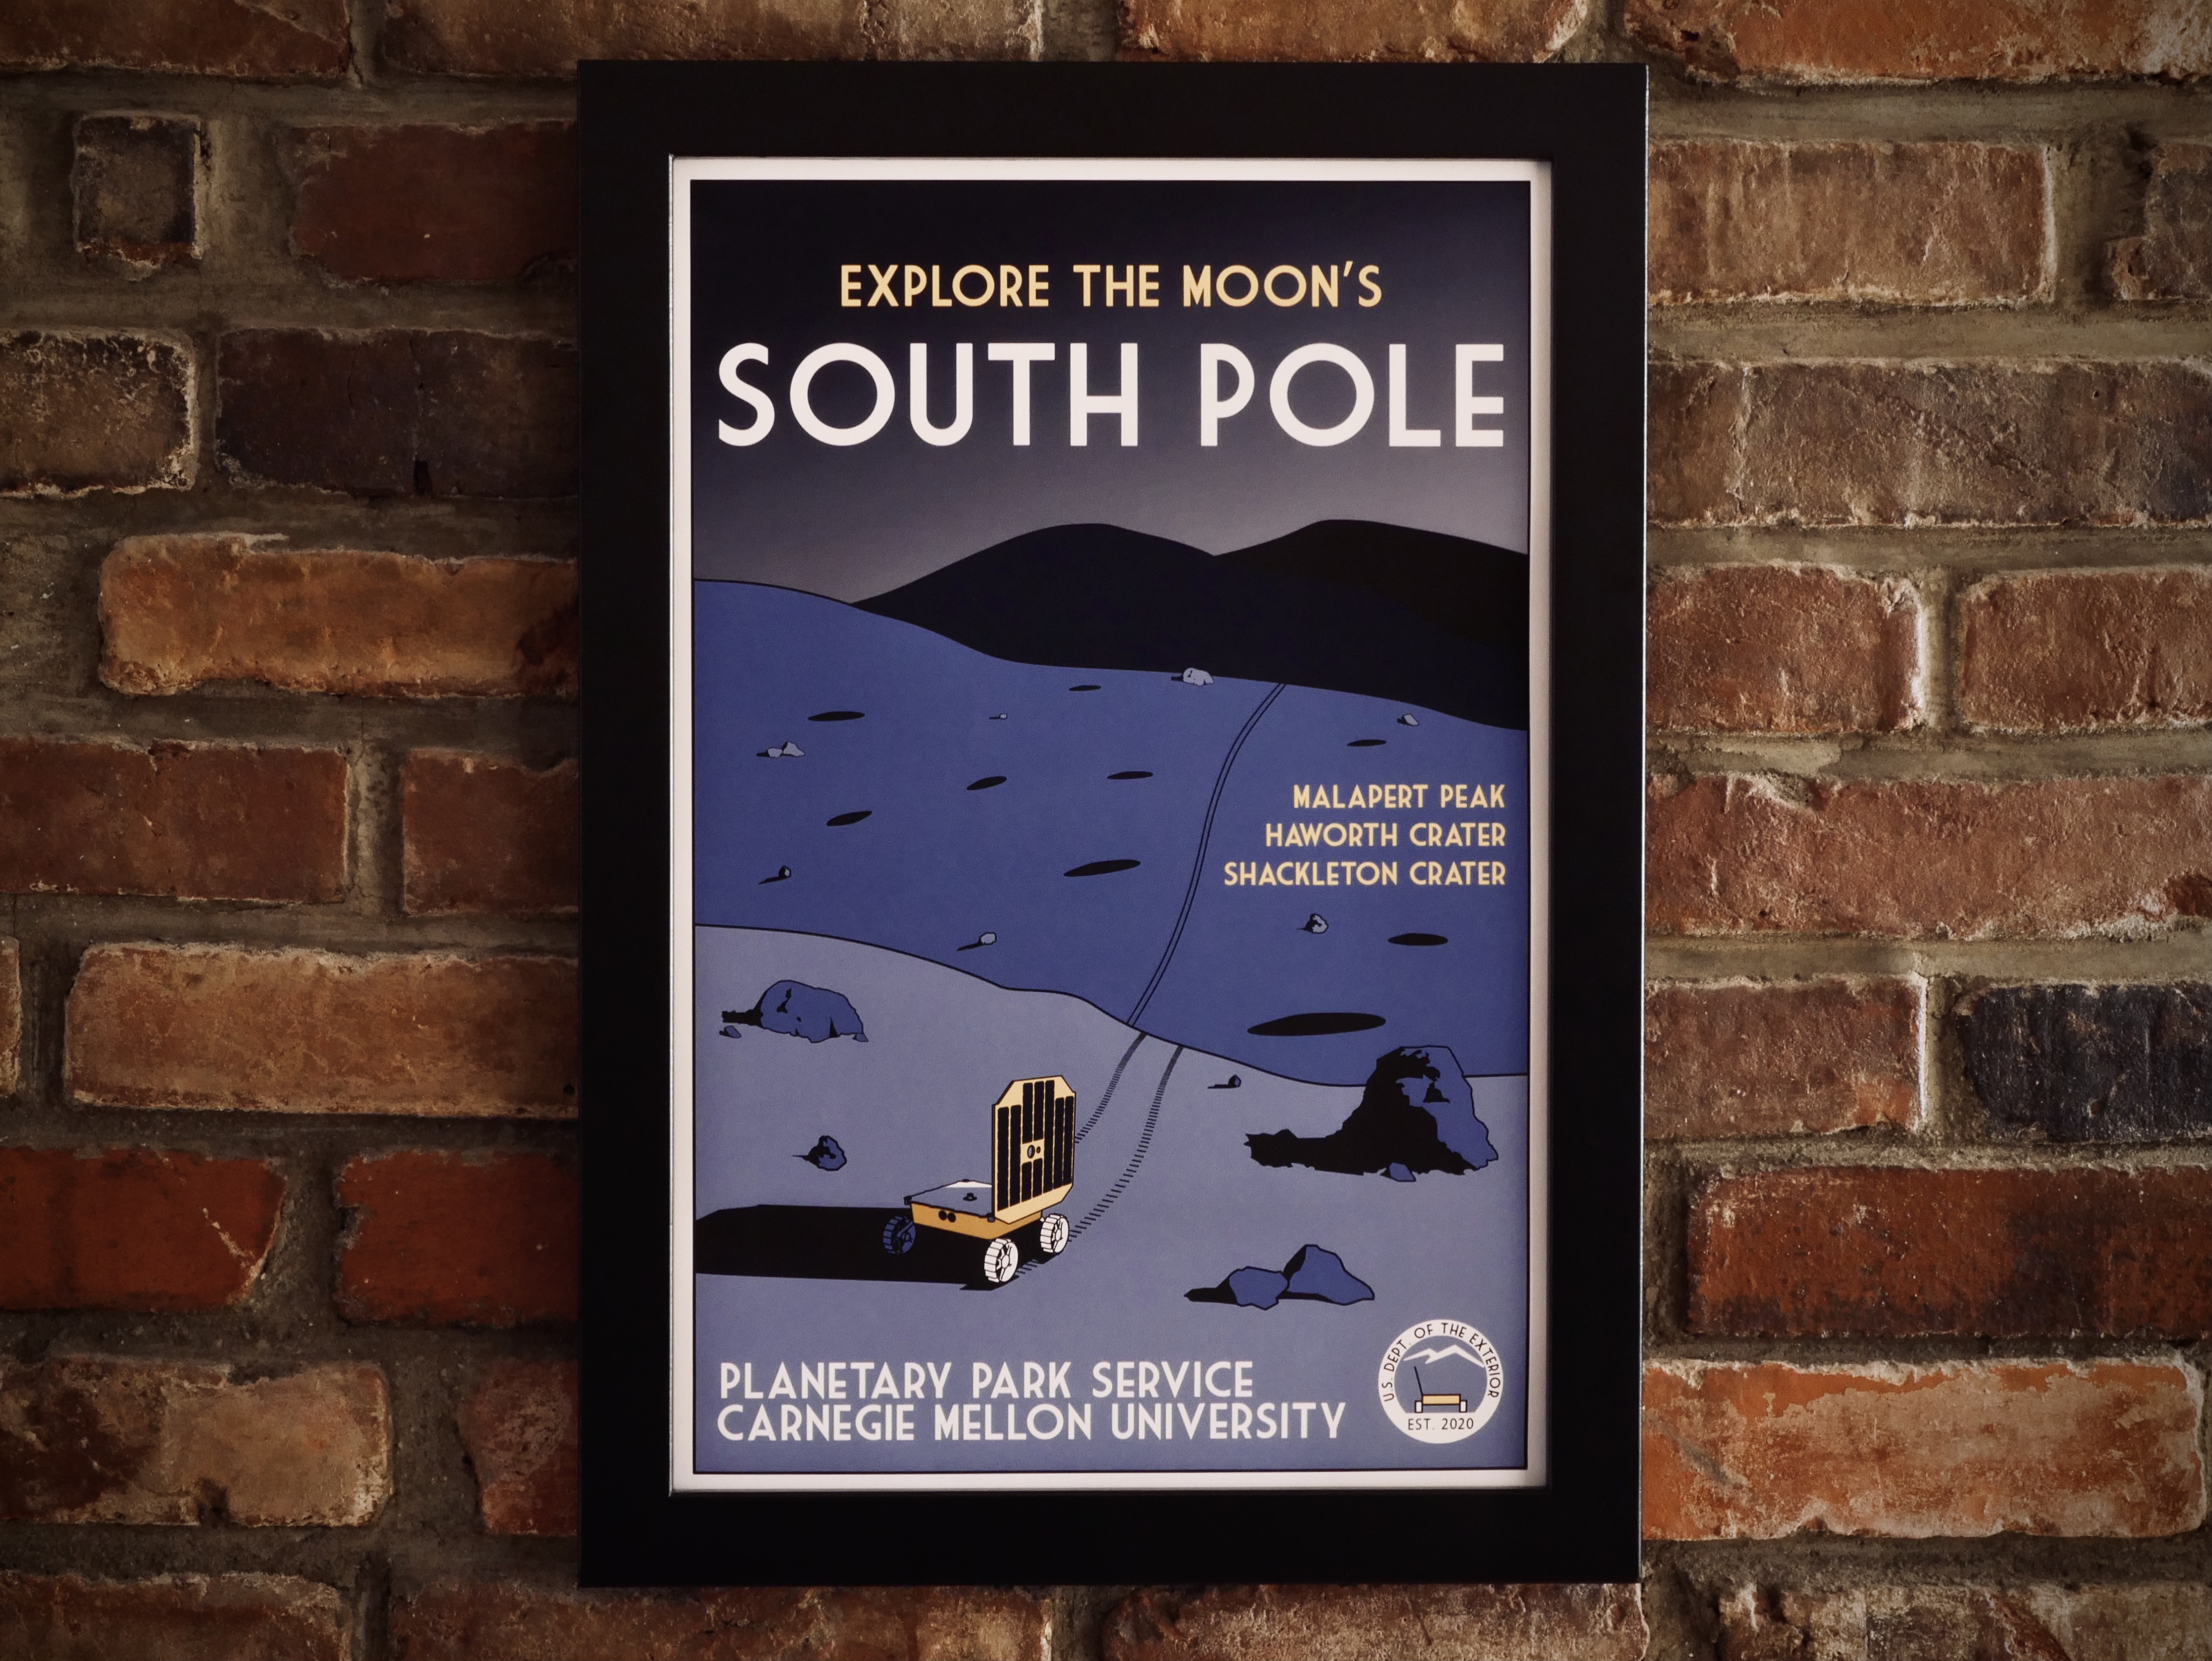 EXPLORE THE MOON'S
SOUTH POLE
MALAPERT PEAK
HAWORTH CRATER
SHACKLETON CRATER
PLANETARY PARK SERVICE
CARNEGIE MELLON UNIVERSITY
U.S. DEPT. OF THE EXTERIOR
EST. 2020